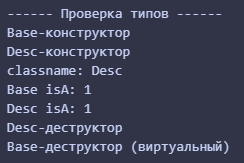 ------ Проверка типов ------
Base-конструктор
Desc-конструктор
classname: Desc
Base isA: 1
Desc isA: 1
Desc-деструктор
Base-деструктор (виртуальный)